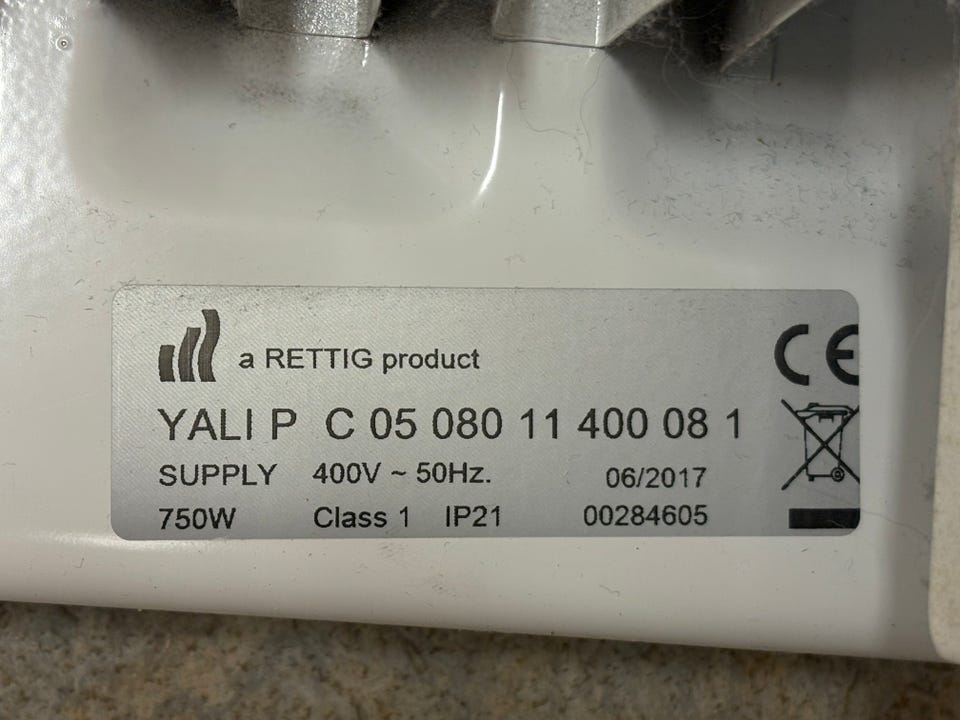 a RETTIG product
CE
YALI P C 05 080 11 400 08 1
SUPPLY 400V ~ 50Hz. 06/2017
750W Class 1 IP21 00284605